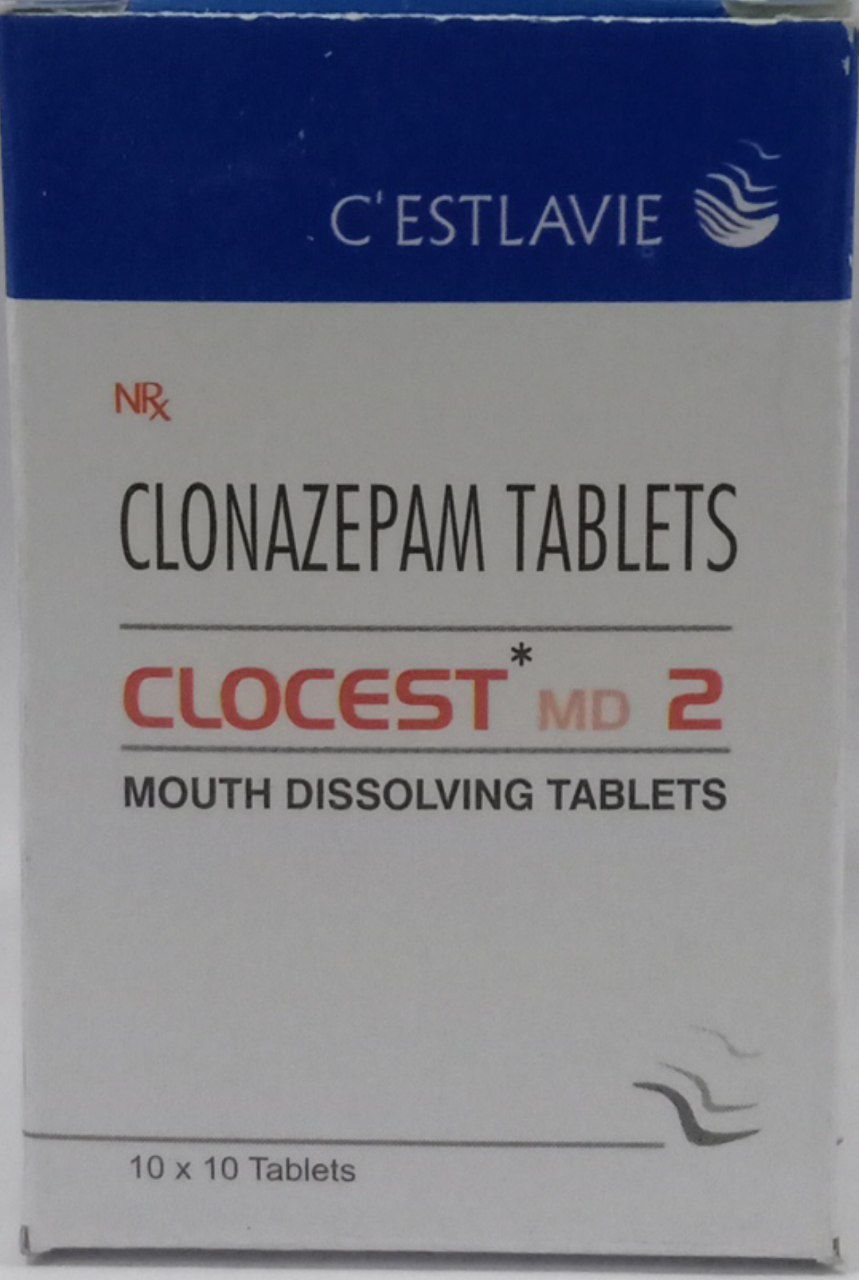 C'ESTLAVIE
NRx
CLONAZEPAM TABLETS
CLOCEST* MD 2
MOUTH DISSOLVING TABLETS
10 x 10 Tablets